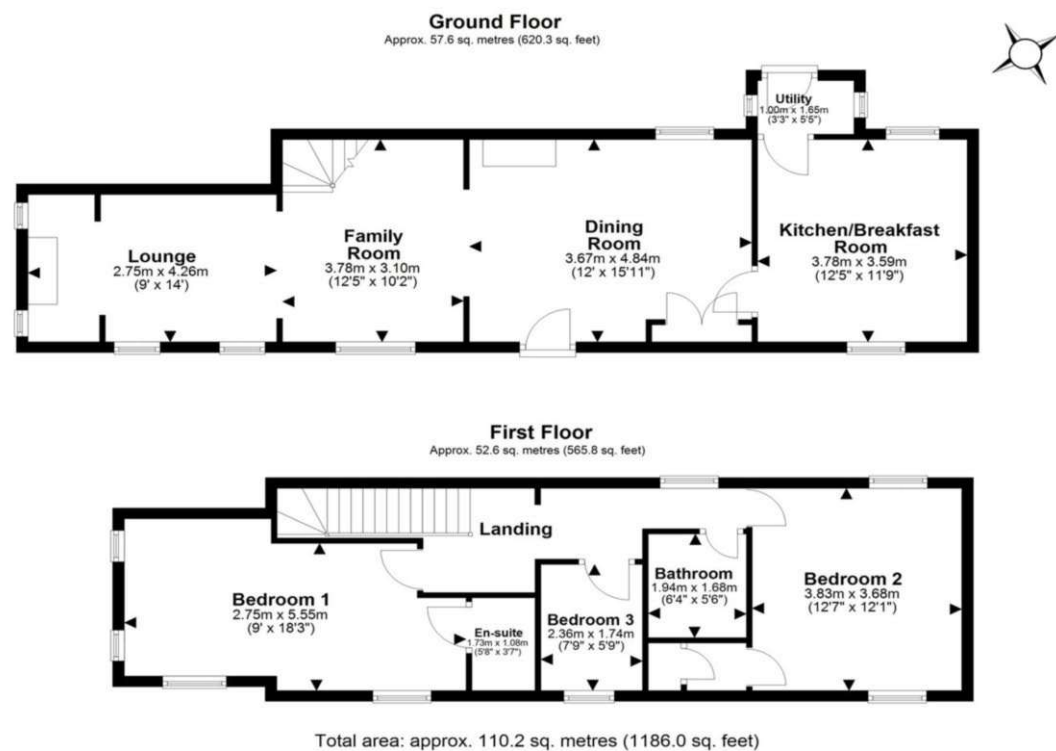 Ground Floor
Approx. 57.6 sq. metres (620.3 sq. feet)
Utility
1.00m x 1.65m
(3'3" x 5'5")
Lounge
2.75m x 4.26m
(9' x 14')
Family
Room
3.78m x 3.10m
(12'5" x 10'2")
Dining
Room
3.67m x 4.84m
(12' x 15'11")
Kitchen/Breakfast
Room
3.78m x 3.59m
(12'5" x 11'9")
First Floor
Approx. 52.6 sq. metres (565.8 sq. feet)
Landing
Bedroom 1
2.75m x 5.55m
(9' x 18'3")
En-suite
1.73m x 1.08m
(5'8" x 3'7")
Bedroom 3
2.36m x 1.74m
(7'9" x 5'9")
Bathroom
1.94m x 1.68m
(6'4" x 5'6")
Bedroom 2
3.83m x 3.68m
(12'7" x 12'1")
Total area: approx. 110.2 sq. metres (1186.0 sq. feet)